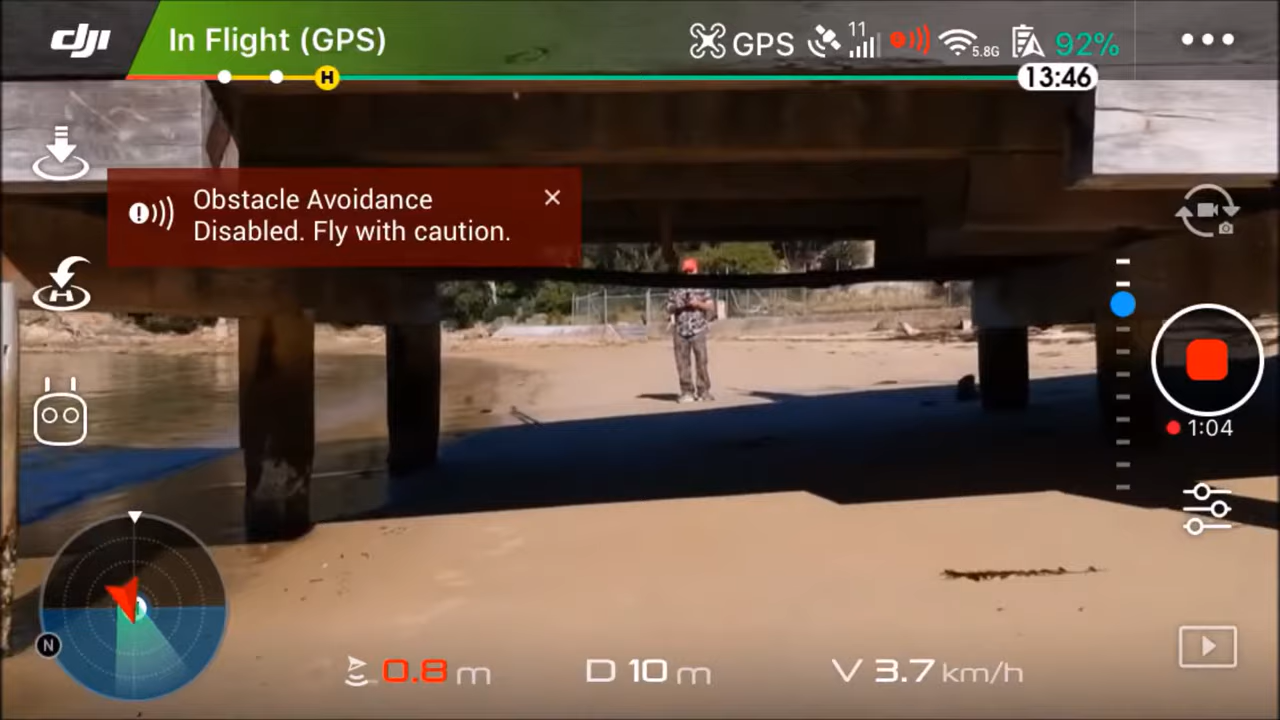 dji
In Flight (GPS)
GPS
11
5.8G
92%
H
13:46
Obstacle Avoidance
Disabled. Fly with caution.
H
1:04
N
0.8 m
D 10 m
V 3.7 km/h